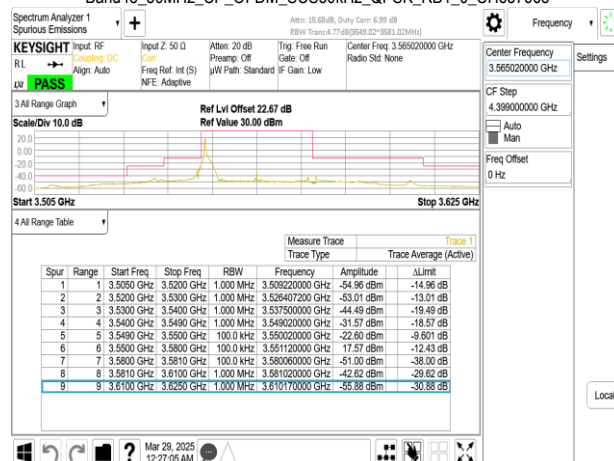 Spectrum Analyzer 1
Spurious Emissions
Attn: 15.68dB, Duty Corr: 6.99 dB
RBW Trans:4.77dB(3549.02~3581.02MHz)
Frequency
KEYSIGHT
RL
PASS
Input: RF
Coupling: DC
Align: Auto
Input Z: 50 Ω
Corr
Freq Ref: Int (S)
NFE: Adaptive
Atten: 20 dB
Preamp: Off
µW Path: Standard
Trig: Free Run
Gate: Off
IF Gain: Low
Center Freq: 3.565020000 GHz
Radio Std: None
Center Frequency
3.565020000 GHz
Settings
CF Step
4.399000000 GHz
Auto
Man
Freq Offset
0 Hz
3 All Range Graph
Scale/Div 10.0 dB
Ref Lvl Offset 22.67 dB
Ref Value 30.00 dBm
20.0
0.00
-20.0
-40.0
-60.0
Start 3.505 GHz
Stop 3.625 GHz
4 All Range Table
Measure Trace Trace 1
Trace Type Trace Average (Active)
Spur Range Start Freq Stop Freq RBW Frequency Amplitude ΔLimit
1 1 3.5050 GHz 3.5200 GHz 1.000 MHz 3.509220000 GHz -54.96 dBm -14.96 dB
2 2 3.5200 GHz 3.5300 GHz 1.000 MHz 3.526407200 GHz -53.01 dBm -13.01 dB
3 3 3.5300 GHz 3.5400 GHz 1.000 MHz 3.537500000 GHz -44.49 dBm -19.49 dB
4 4 3.5400 GHz 3.5490 GHz 1.000 MHz 3.549020000 GHz -31.57 dBm -18.57 dB
5 5 3.5490 GHz 3.5500 GHz 100.0 kHz 3.550020000 GHz -22.60 dBm -9.601 dB
6 6 3.5500 GHz 3.5800 GHz 100.0 kHz 3.551120000 GHz 17.57 dBm -12.43 dB
7 7 3.5800 GHz 3.5810 GHz 100.0 kHz 3.580060000 GHz -51.00 dBm -38.00 dB
8 8 3.5810 GHz 3.6100 GHz 1.000 MHz 3.581020000 GHz -42.62 dBm -29.62 dB
9 9 3.6100 GHz 3.6250 GHz 1.000 MHz 3.610170000 GHz -55.88 dBm -30.88 dB
Local
Mar 29, 2025
12:27:05 AM